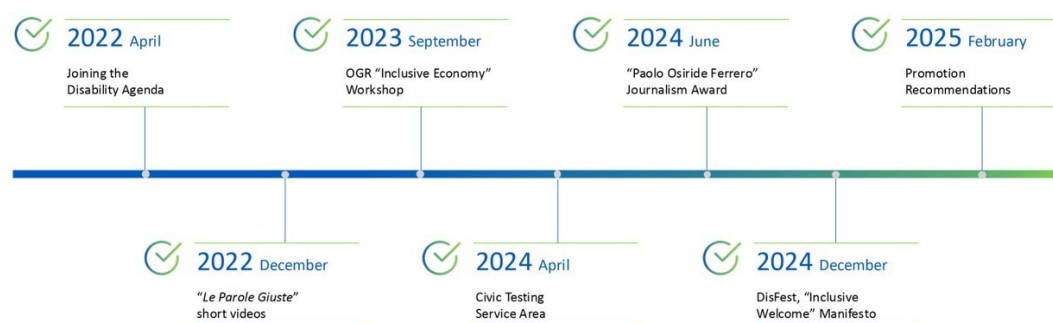 2022 April
Joining the
Disability Agenda
2023 September
OGR “Inclusive Economy”
Workshop
2024 June
“Paolo Osiride Ferrero”
Journalism Award
2025 February
Promotion
Recommendations
2022 December
“Le Parole Giuste”
short videos
2024 April
Civic Testing
Service Area
2024 December
DisFest, “Inclusive
Welcome” Manifesto